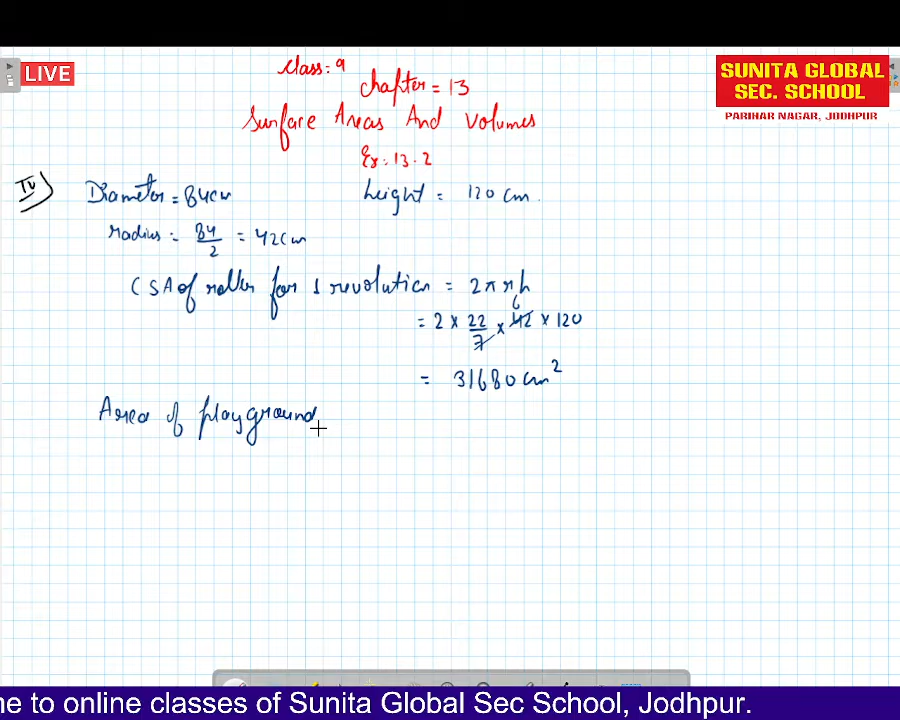 LIVE
Class: 9
Chapter = 13
Surface Areas And Volumes
Ex: 13.2
SUNITA GLOBAL
SEC. SCHOOL
PARIHAR NAGAR, JODHPUR
IV)
Diameter = 84cm
height = 120 cm.
radius = 84/2 = 42cm
CSA of roller for 1 revolution = 2πrh
= 2 × 22/7 × 42 6 × 120
= 31680 cm²
Area of playground
ne to online classes of Sunita Global Sec School, Jodhpur.